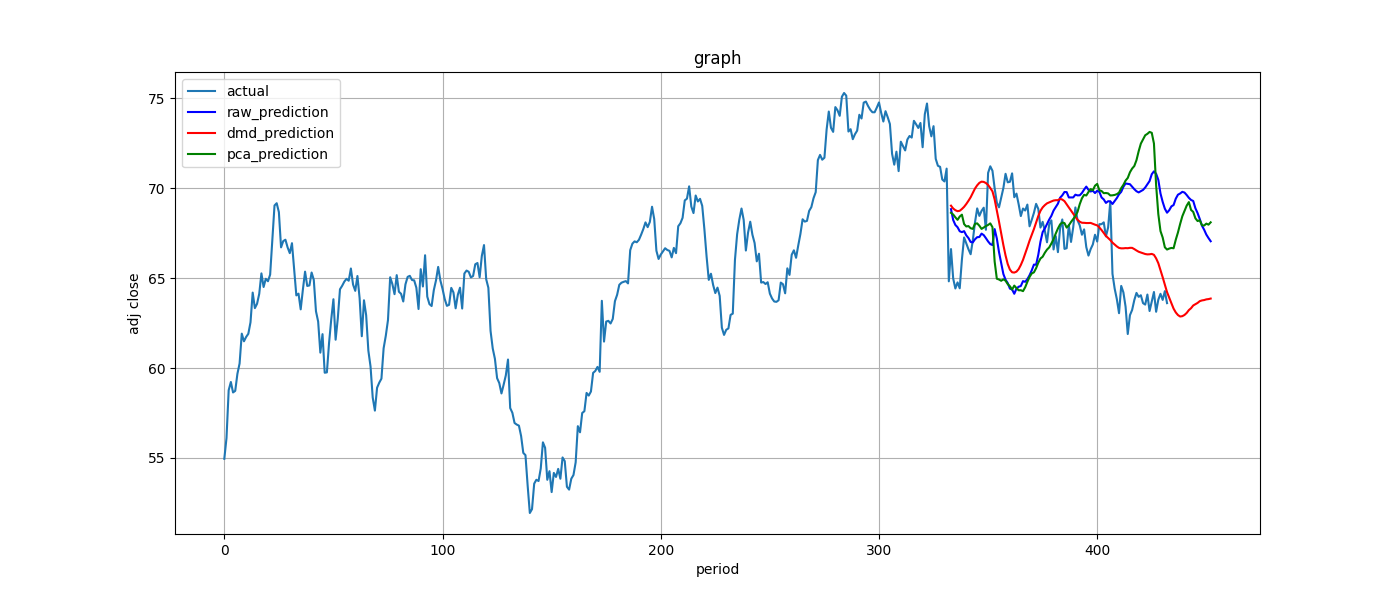 graph
actual
raw_prediction
dmd_prediction
pca_prediction
75
70
65
60
55
adj close
0 100 200 300 400
period